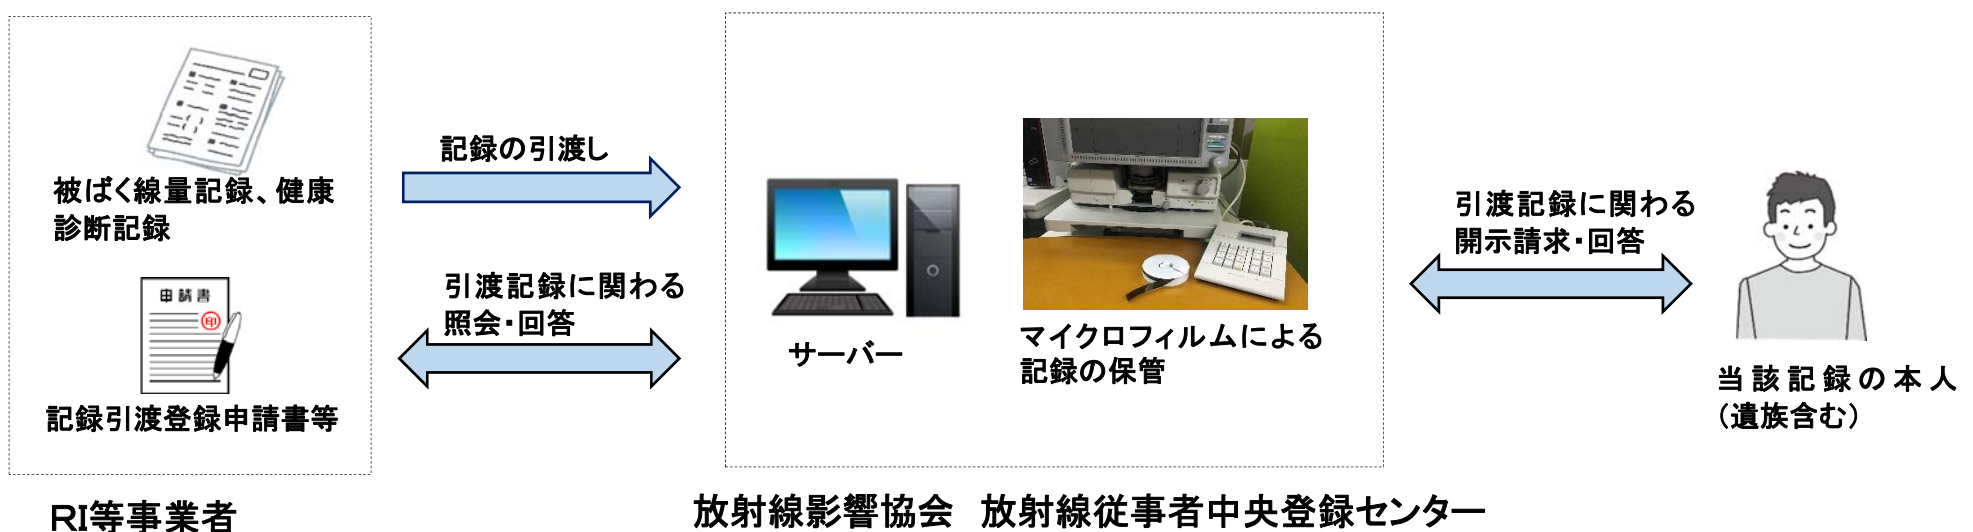 被ばく線量記録、健康
診断記録
申請書
印
記録引渡登録申請書等
RI等事業者
記録の引渡し
引渡記録に関わる
照会・回答
サーバー
マイクロフィルムによる
記録の保管
放射線影響協会　放射線従事者中央登録センター
引渡記録に関わる
開示請求・回答
当該記録の本人
（遺族含む）